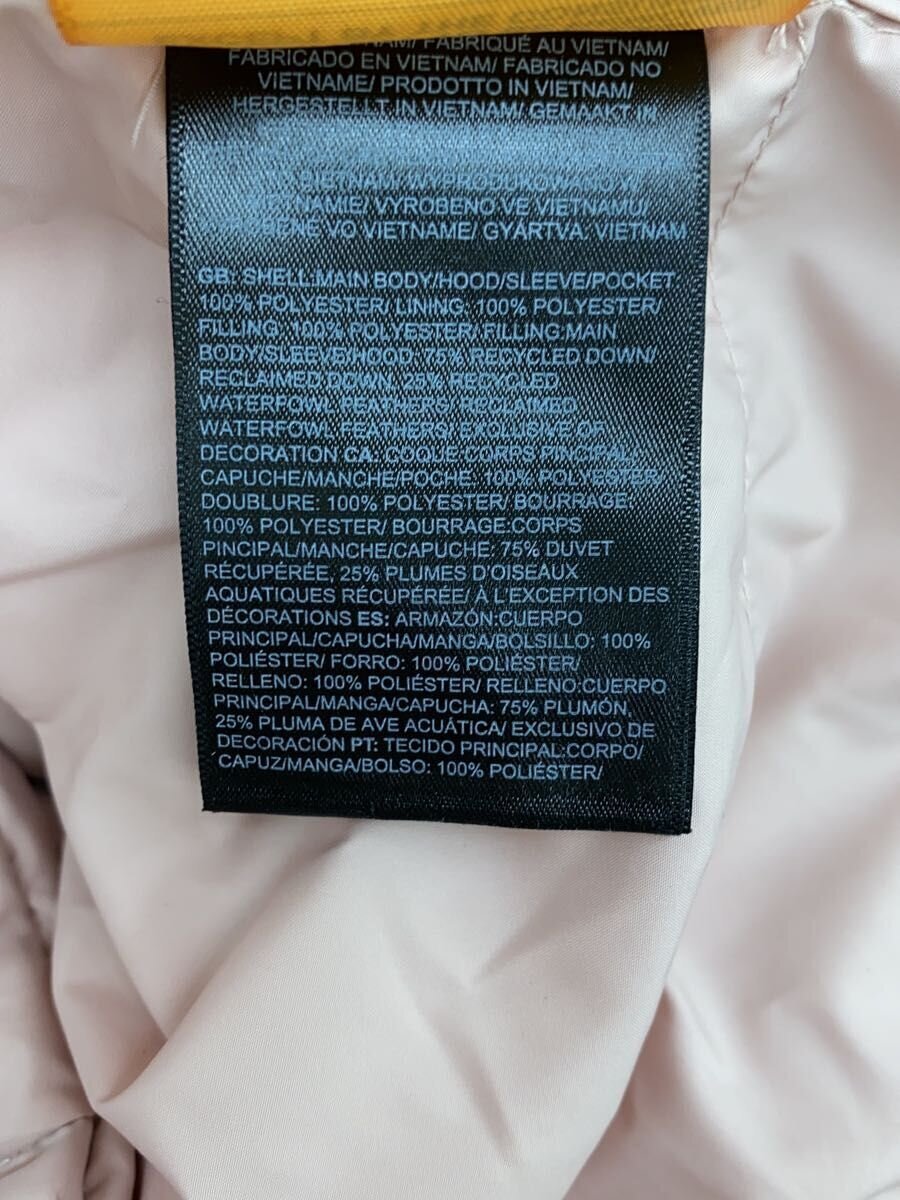 FABRIQUÉ AU VIETNAM/
FABRICADO EN VIETNAM/ FABRICADO NO
VIETNAME/ PRODOTTO IN VIETNAM/
HERGESTELLT IN VIETNAM/ GEMAAKT IN
VYROBENO VE VIETNAMU/
VO VIETNAME/ GYÁRTVA: VIETNAM
GB: SHELL:MAIN BODY/HOOD/SLEEVE/POCKET
100% POLYESTER/ LINING: 100% POLYESTER/
FILLING: 100% POLYESTER/ FILLING:MAIN
BODY/SLEEVE/HOOD: 75% RECYCLED DOWN/
RECLAIMED DOWN, 25% RECYCLED
WATERFOWL FEATHERS/ RECLAIMED
WATERFOWL FEATHERS/ EXCLUSIVE OF
DECORATION CA: COQUE CORPS PRINCIPAL/
CAPUCHE/MANCHE/POCHE: 100% POLYESTER/
DOUBLURE: 100% POLYESTER/ BOURRAGE:
100% POLYESTER/ BOURRAGE:CORPS
PINCIPAL/MANCHE/CAPUCHE: 75% DUVET
RÉCUPÉRÉE, 25% PLUMES D'OISEAUX
AQUATIQUES RÉCUPÉRÉE/ À L'EXCEPTION DES
DÉCORATIONS ES: ARMAZON:CUERPO
PRINCIPAL/CAPUCHA/MANGA/BOLSILLO: 100%
POLIÉSTER/ FORRO: 100% POLIÉSTER/
RELLENO: 100% POLIÉSTER/ RELLENO:CUERPO
PRINCIPAL/MANGA/CAPUCHA: 75% PLUMÓN,
25% PLUMA DE AVE ACUÁTICA/ EXCLUSIVO DE
DECORACIÓN PT: TECIDO PRINCIPAL:CORPO/
CAPUZ/MANGA/BOLSO: 100% POLIÉSTER/